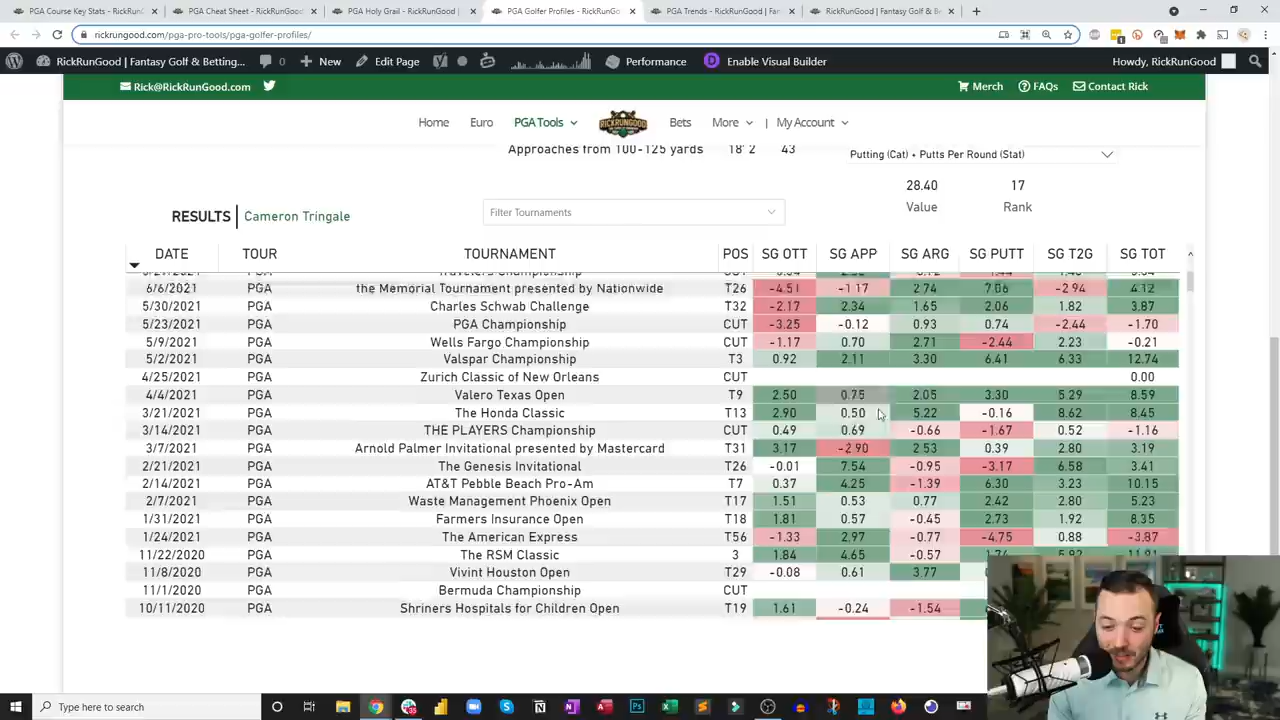 PGA Course Key Stats - RickRunGo
PGA Cheat Sheet - RickRunGood
PGA Holy Grail - RickRunGood |
PGA Golfer Profiles - RickRunGo
PGA Trends - RickRunGood | Fan
RickRunGood | Fantasy Golf & Be
rickrungood.com/pga-pro-tools/pga-golfer-profiles/
RickRunGood | Fantasy Golf & Betting...
0
New
Edit Page
Performance
Enable Visual Builder
Howdy, RickRunGood
Rick@RickRunGood.com
Merch
FAQs
Contact Rick
Home
Euro
PGA Tools
RICKRUNGOOD
Bets
More
My Account
Approaches from 100-125 yards 18' 2 43
Putting (Cat) + Putts Per Round (Stat)
28.40 17
Value Rank
RESULTS Cameron Tringale
Filter Tournaments
DATE TOUR TOURNAMENT POS SG OTT SG APP SG ARG SG PUTT SG T2G SG TOT
Travelers Championship
6/6/2021 PGA the Memorial Tournament presented by Nationwide T26 -4.51 -1.17 2.74 7.06 -2.94 4.12
5/30/2021 PGA Charles Schwab Challenge T32 -2.17 2.34 1.65 2.06 1.82 3.87
5/23/2021 PGA PGA Championship CUT -3.25 -0.12 0.93 0.74 -2.44 -1.70
5/9/2021 PGA Wells Fargo Championship CUT -1.17 0.70 2.71 -2.44 2.23 -0.21
5/2/2021 PGA Valspar Championship T3 0.92 2.11 3.30 6.41 6.33 12.74
4/25/2021 PGA Zurich Classic of New Orleans CUT 0.00
4/4/2021 PGA Valero Texas Open T9 2.50 0.75 2.05 3.30 5.29 8.59
3/21/2021 PGA The Honda Classic T13 2.90 0.50 5.22 -0.16 8.62 8.45
3/14/2021 PGA THE PLAYERS Championship CUT 0.49 0.69 -0.66 -1.67 0.52 -1.16
3/7/2021 PGA Arnold Palmer Invitational presented by Mastercard T31 3.17 -2.90 2.53 0.39 2.80 3.19
2/21/2021 PGA The Genesis Invitational T26 -0.01 7.54 -0.95 -3.17 6.58 3.41
2/14/2021 PGA AT&T Pebble Beach Pro-Am T7 0.37 4.25 -1.39 6.30 3.23 10.15
2/7/2021 PGA Waste Management Phoenix Open T17 1.51 0.53 0.77 2.42 2.80 5.23
1/31/2021 PGA Farmers Insurance Open T18 1.81 0.57 -0.45 2.73 1.92 8.35
1/24/2021 PGA The American Express T56 -1.33 2.97 -0.77 -4.75 0.88 -3.87
11/22/2020 PGA The RSM Classic 3 1.84 4.65 -0.57
11/8/2020 PGA Vivint Houston Open T29 -0.08 0.61 3.77
11/1/2020 PGA Bermuda Championship CUT
10/11/2020 PGA Shriners Hospitals for Children Open T19 1.61 -0.24 -1.54
Type here to search